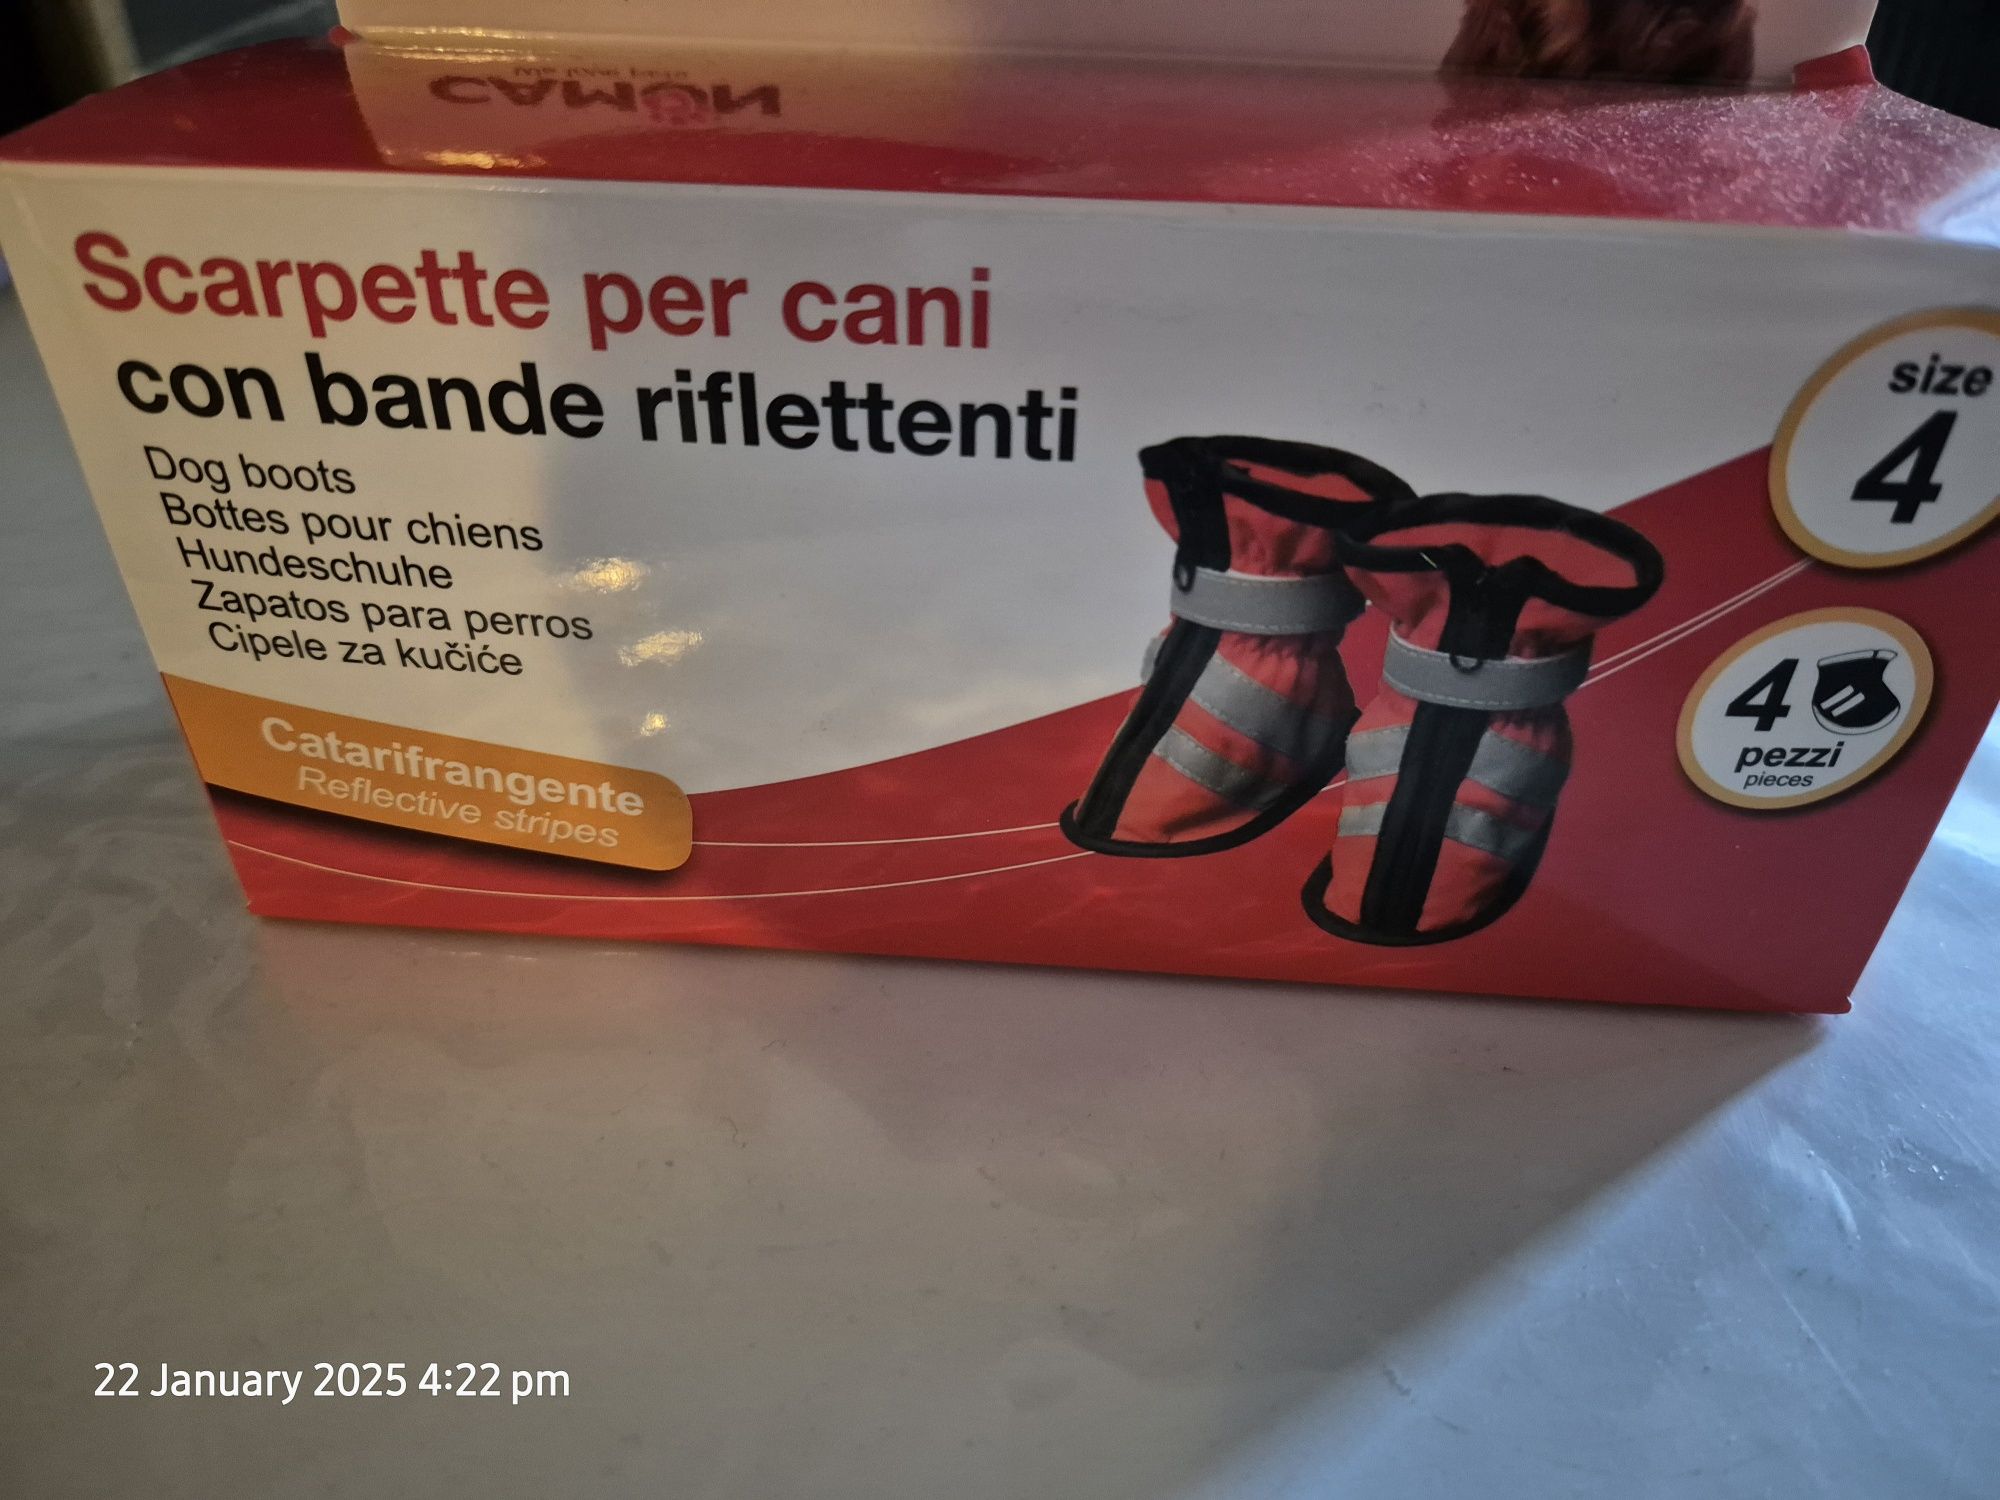 CAMON
Scarpette per cani
con bande riflettenti
Dog boots
Bottes pour chiens
Hundeschuhe
Zapatos para perros
Cipele za kučiće
Catarifrangente
Reflective stripes
size
4
4
pezzi
pieces
22 January 2025 4:22 pm